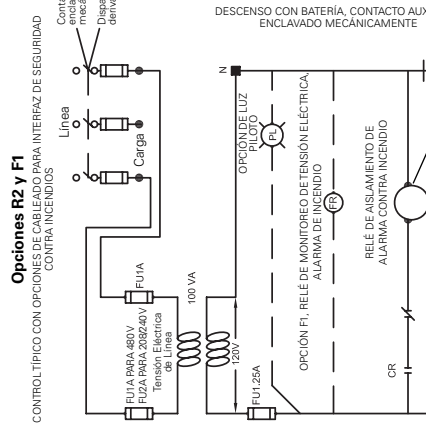 Opciones R2 y F1
CONTROL TÍPICO CON OPCIONES DE CABLEADO PARA INTERFAZ DE SEGURIDAD
CONTRA INCENDIOS
Línea
Carga
FU1A
FU1A PARA 480V
FU2A PARA 208/240V
Tensión Eléctrica
de Línea
100 VA
120V
FU1.25A
N
OPCIÓN DE LUZ
PILOTO
PL
OPCIÓN F1, RELÉ DE MONITOREO DE TENSIÓN ELÉCTRICA,
ALARMA DE INCENDIO
FR
RELÉ DE AISLAMIENTO DE
ALARMA CONTRA INCENDIO
CR
DESCENSO CON BATERÍA, CONTACTO AUX
ENCLAVADO MECÁNICAMENTE